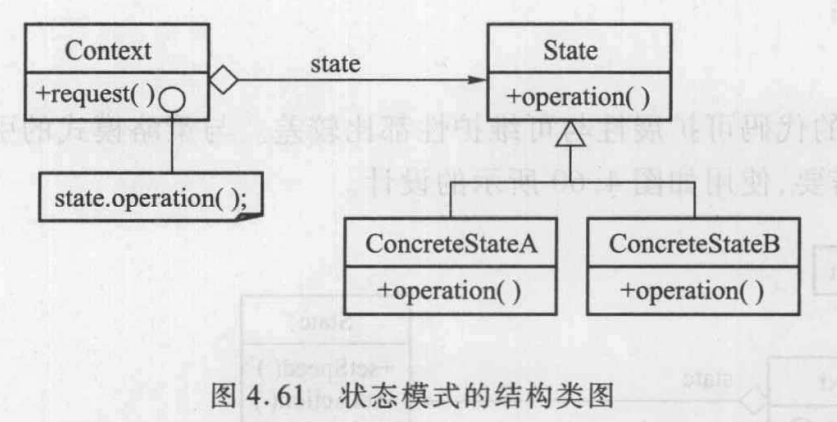 Context
+request( )
state
State
+operation( )
state.operation( );
ConcreteStateA
+operation( )
ConcreteStateB
+operation( )
图 4.61 状态模式的结构类图